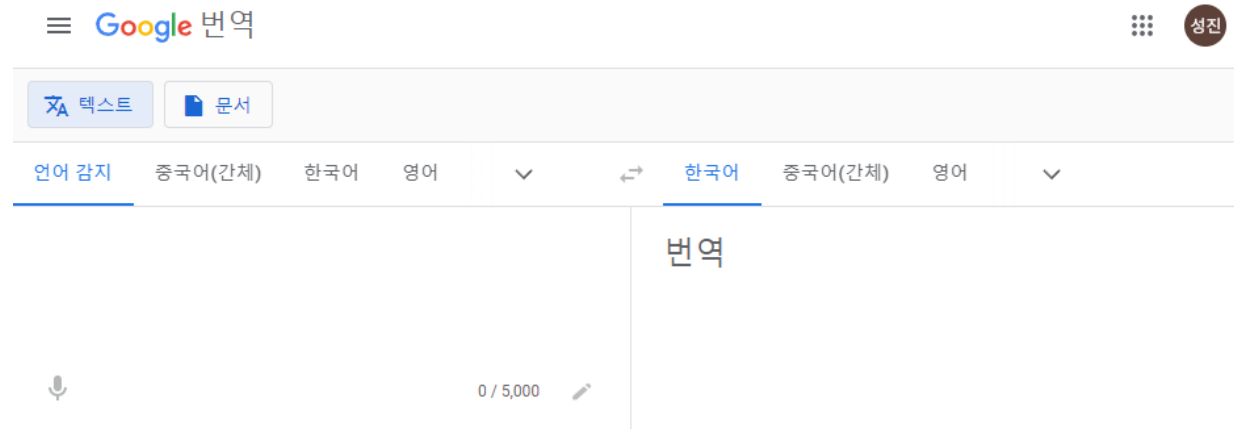 Google 번역
성진
텍스트 문서
언어 감지 중국어(간체) 한국어 영어 한국어 중국어(간체) 영어
번역
0 / 5,000